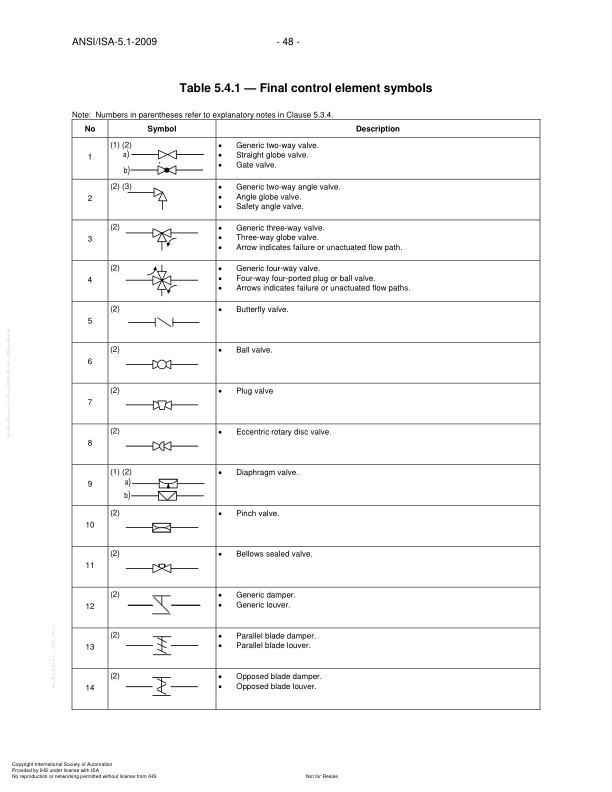 ANSI/ISA-5.1-2009
- 48 -
Table 5.4.1 — Final control element symbols
Note: Numbers in parentheses refer to explanatory notes in Clause 5.3.4.
No Symbol Description
1
(1) (2)
a)
b)
• Generic two-way valve.
• Straight globe valve.
• Gate valve.
2
(2) (3)
• Generic two-way angle valve.
• Angle globe valve.
• Safety angle valve.
3
(2)
• Generic three-way valve.
• Three-way globe valve.
• Arrow indicates failure or unactuated flow path.
4
(2)
• Generic four-way valve.
• Four-way four-ported plug or ball valve.
• Arrows indicates failure or unactuated flow paths.
5
(2)
• Butterfly valve.
6
(2)
• Ball valve.
7
(2)
• Plug valve
8
(2)
• Eccentric rotary disc valve.
9
(1) (2)
a)
b)
• Diaphragm valve.
10
(2)
• Pinch valve.
11
(2)
• Bellows sealed valve.
12
(2)
• Generic damper.
• Generic louver.
13
(2)
• Parallel blade damper.
• Parallel blade louver.
14
(2)
• Opposed blade damper.
• Opposed blade louver.
Copyright International Society of Automation
Provided by IHS under license with ISA
No reproduction or networking permitted without license from IHS
Not for Resale